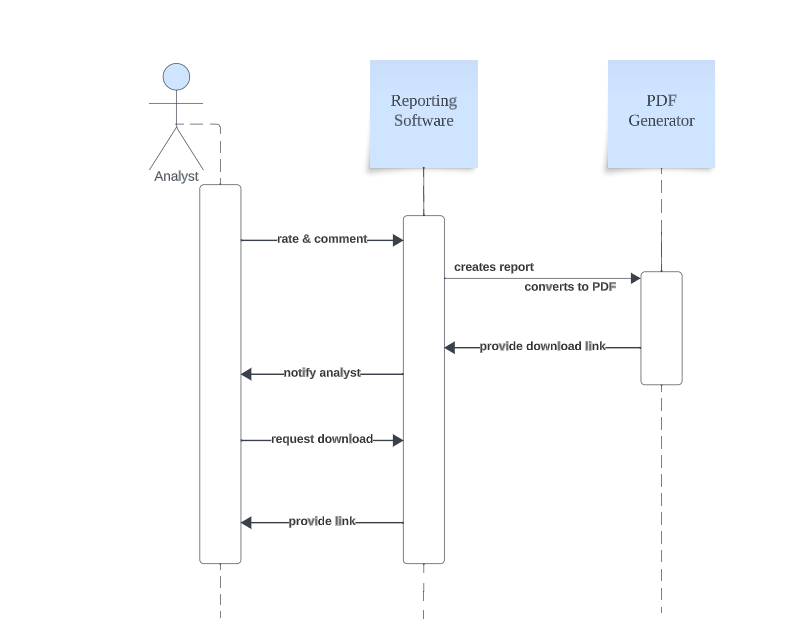 Reporting
Software
PDF
Generator
Analyst
rate & comment
creates report
converts to PDF
provide download link
notify analyst
request download
provide link